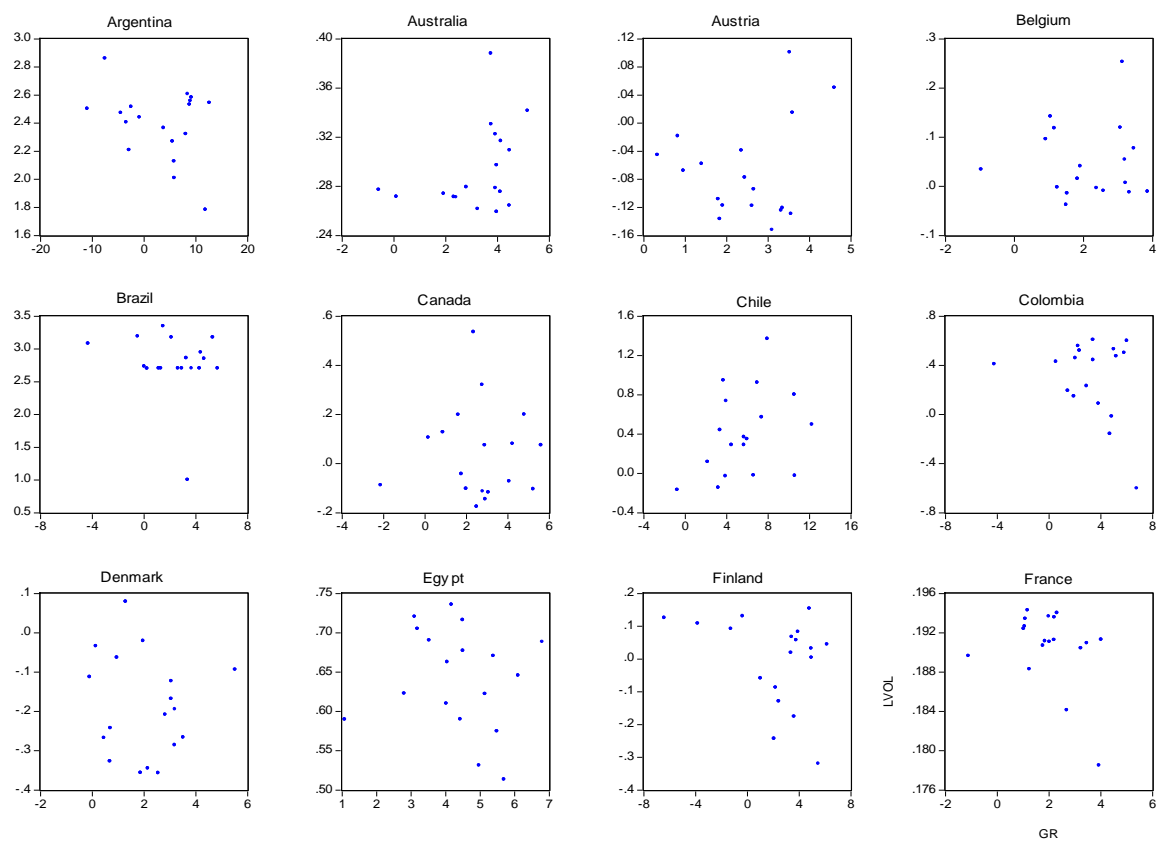 Argentina
3.0
2.8
2.6
2.4
2.2
2.0
1.8
1.6
-20 -10 0 10 20
Australia
.40
.36
.32
.28
.24
-2 0 2 4 6
Austria
.12
.08
.04
.00
-.04
-.08
-.12
-.16
0 1 2 3 4 5
Belgium
.3
.2
.1
.0
-.1
-2 0 2 4
Brazil
3.5
3.0
2.5
2.0
1.5
1.0
0.5
-8 -4 0 4 8
Canada
.6
.4
.2
.0
-.2
-4 -2 0 2 4 6
Chile
1.6
1.2
0.8
0.4
0.0
-0.4
-4 0 4 8 12 16
Colombia
.8
.4
.0
-.4
-.8
-8 -4 0 4 8
Denmark
.1
.0
-.1
-.2
-.3
-.4
-2 0 2 4 6
Egypt
.75
.70
.65
.60
.55
.50
1 2 3 4 5 6 7
Finland
.2
.1
.0
-.1
-.2
-.3
-.4
-8 -4 0 4 8
France
LVOL
.196
.192
.188
.184
.180
.176
-2 0 2 4 6
GR